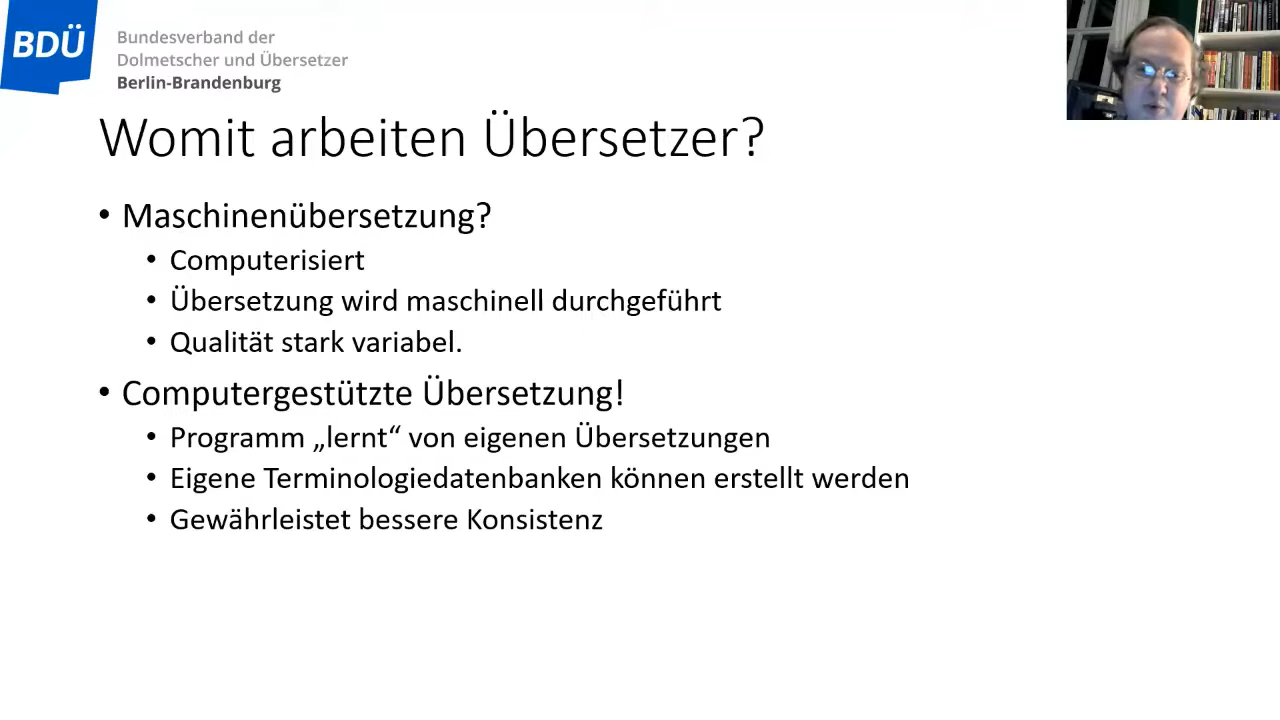 BDÜ
Bundesverband der
Dolmetscher und Übersetzer
Berlin-Brandenburg
Womit arbeiten Übersetzer?
• Maschinenübersetzung?
• Computerisiert
• Übersetzung wird maschinell durchgeführt
• Qualität stark variabel.
• Computergestützte Übersetzung!
• Programm „lernt“ von eigenen Übersetzungen
• Eigene Terminologiedatenbanken können erstellt werden
• Gewährleistet bessere Konsistenz